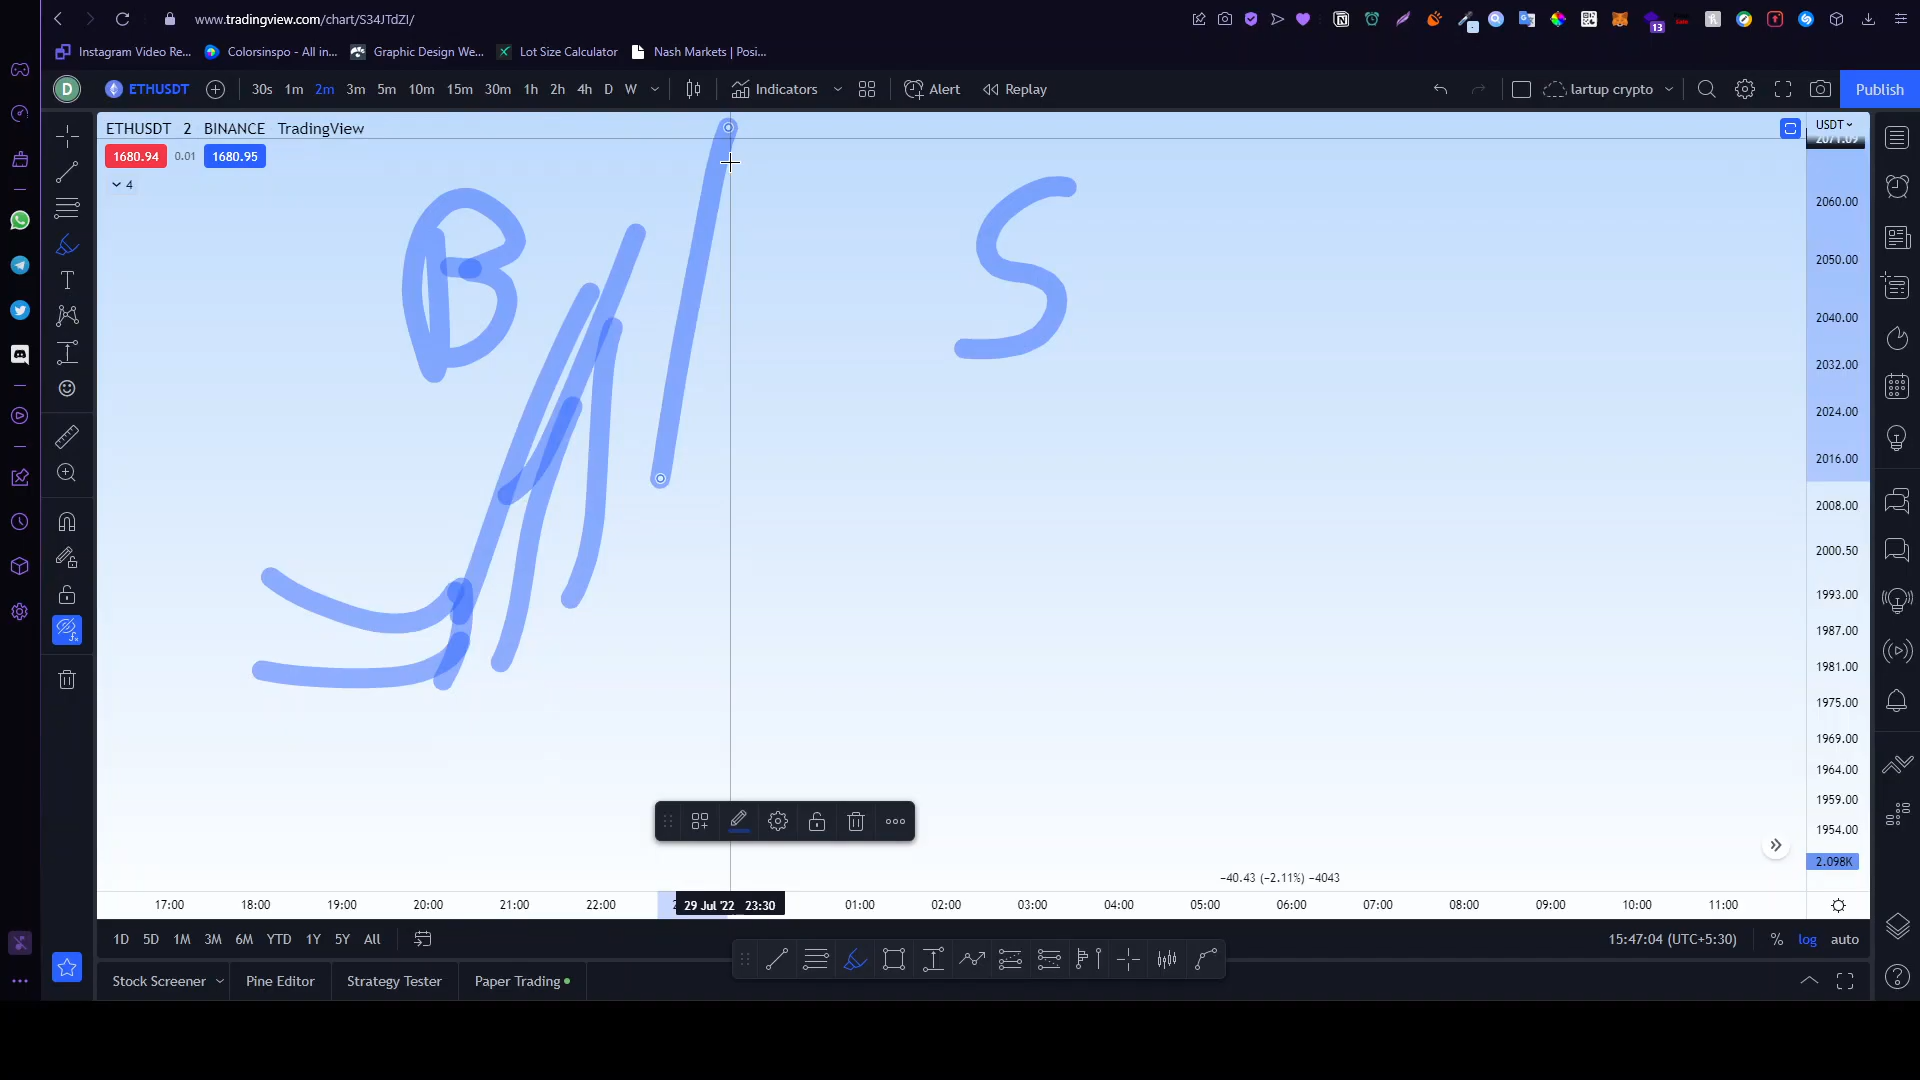 www.tradingview.com/chart/S34JTdZI/
13
Instagram Video Re...
Colorsinspo - All in...
Graphic Design We...
Lot Size Calculator
Nash Markets | Posi...
D
ETHUSDT
30s 1m 2m 3m 5m 10m 15m 30m 1h 2h 4h D W
Indicators
Alert
Replay
lartup crypto
Publish
ETHUSDT 2 BINANCE TradingView
USDT
2071.09
1680.94 0.01 1680.95
4
B
S
2060.00
2050.00
2040.00
2032.00
2024.00
2016.00
2008.00
2000.50
1993.00
1987.00
1981.00
1975.00
1969.00
1964.00
1959.00
1954.00
2.098K
−40.43 (−2.11%) −4043
17:00 18:00 19:00 20:00 21:00 22:00 29 Jul '22 23:30 01:00 02:00 03:00 04:00 05:00 06:00 07:00 08:00 09:00 10:00 11:00
1D 5D 1M 3M 6M YTD 1Y 5Y All
15:47:04 (UTC+5:30) % log auto
Stock Screener
Pine Editor
Strategy Tester
Paper Trading